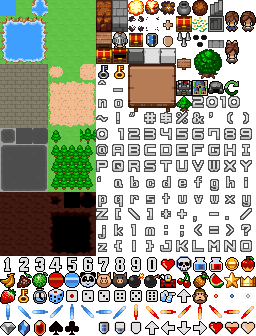 ^ _ ` a
n o
2010
~ ! " # $ % & ' ( )
0 1 2 3 4 5 6 7 8 9
@ A B C D E F G H I
P Q R S T U V W X Y
` a b c d e f g h i
p q r s t u v w x y
Z [ \ ] * + , - . /
j k l m : ; < = > ?
z { | } J K L M N O
1 2 3 4 5 6 7 8 9 0